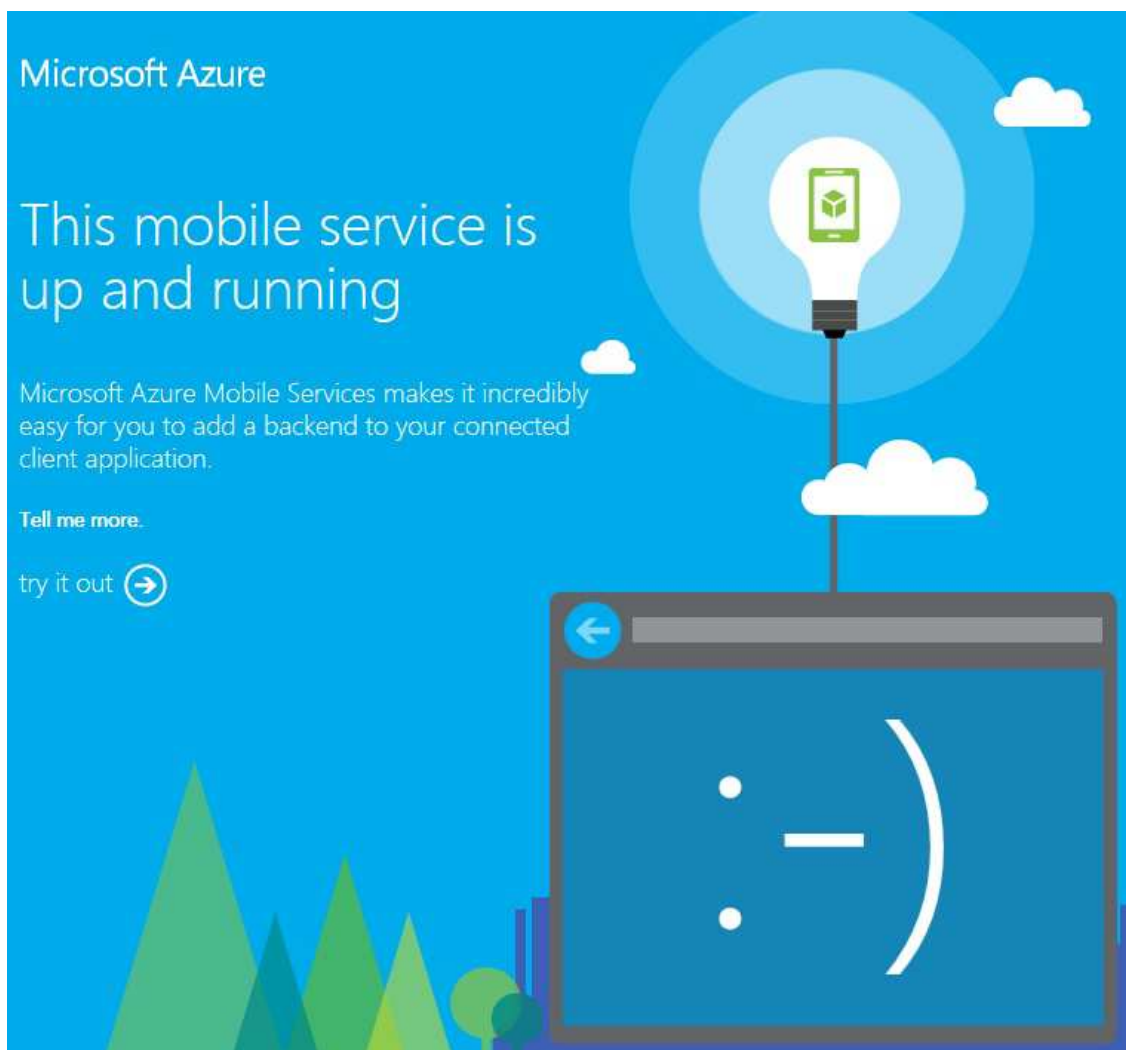 Microsoft Azure
This mobile service is
up and running
Microsoft Azure Mobile Services makes it incredibly
easy for you to add a backend to your connected
client application.
Tell me more.
try it out
:-)